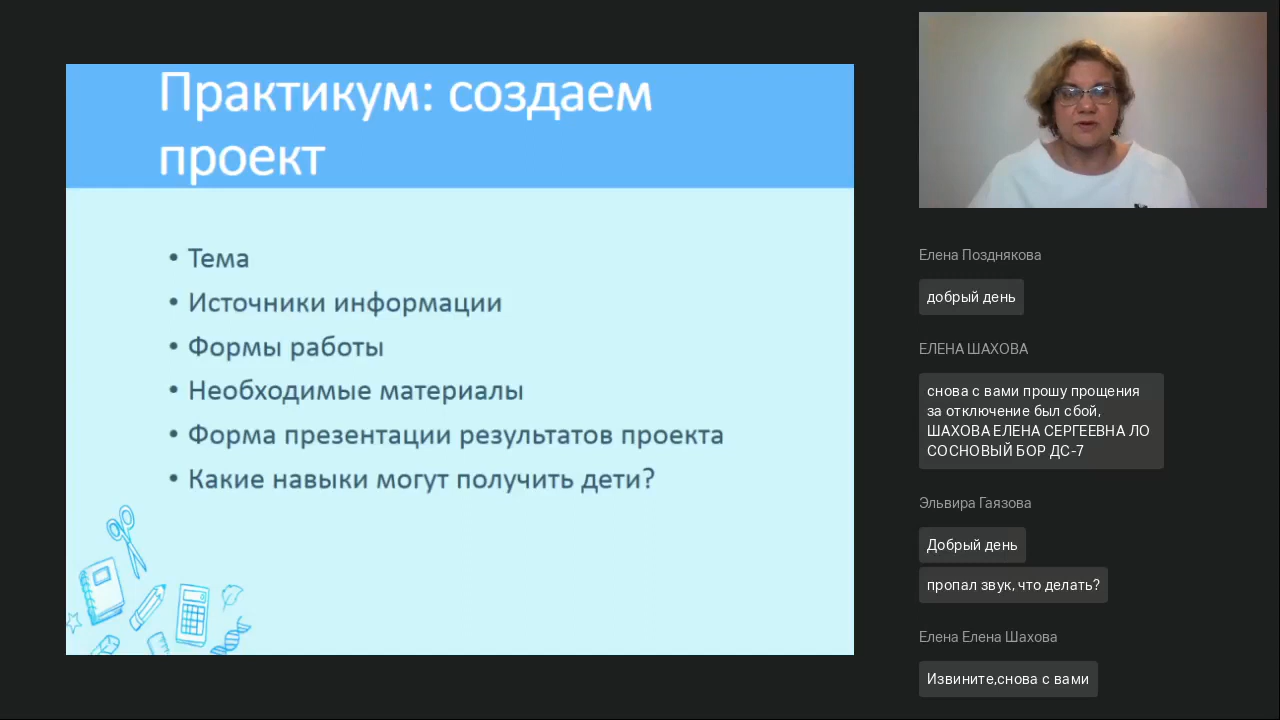 Практикум: создаем
проект
• Тема
• Источники информации
• Формы работы
• Необходимые материалы
• Форма презентации результатов проекта
• Какие навыки могут получить дети?
Елена Позднякова
добрый день
ЕЛЕНА ШАХОВА
снова с вами прошу прощения
за отключение был сбой,
ШАХОВА ЕЛЕНА СЕРГЕЕВНА ЛО
СОСНОВЫЙ БОР ДС-7
Эльвира Гаязова
Добрый день
пропал звук, что делать?
Елена Елена Шахова
Извините,снова с вами